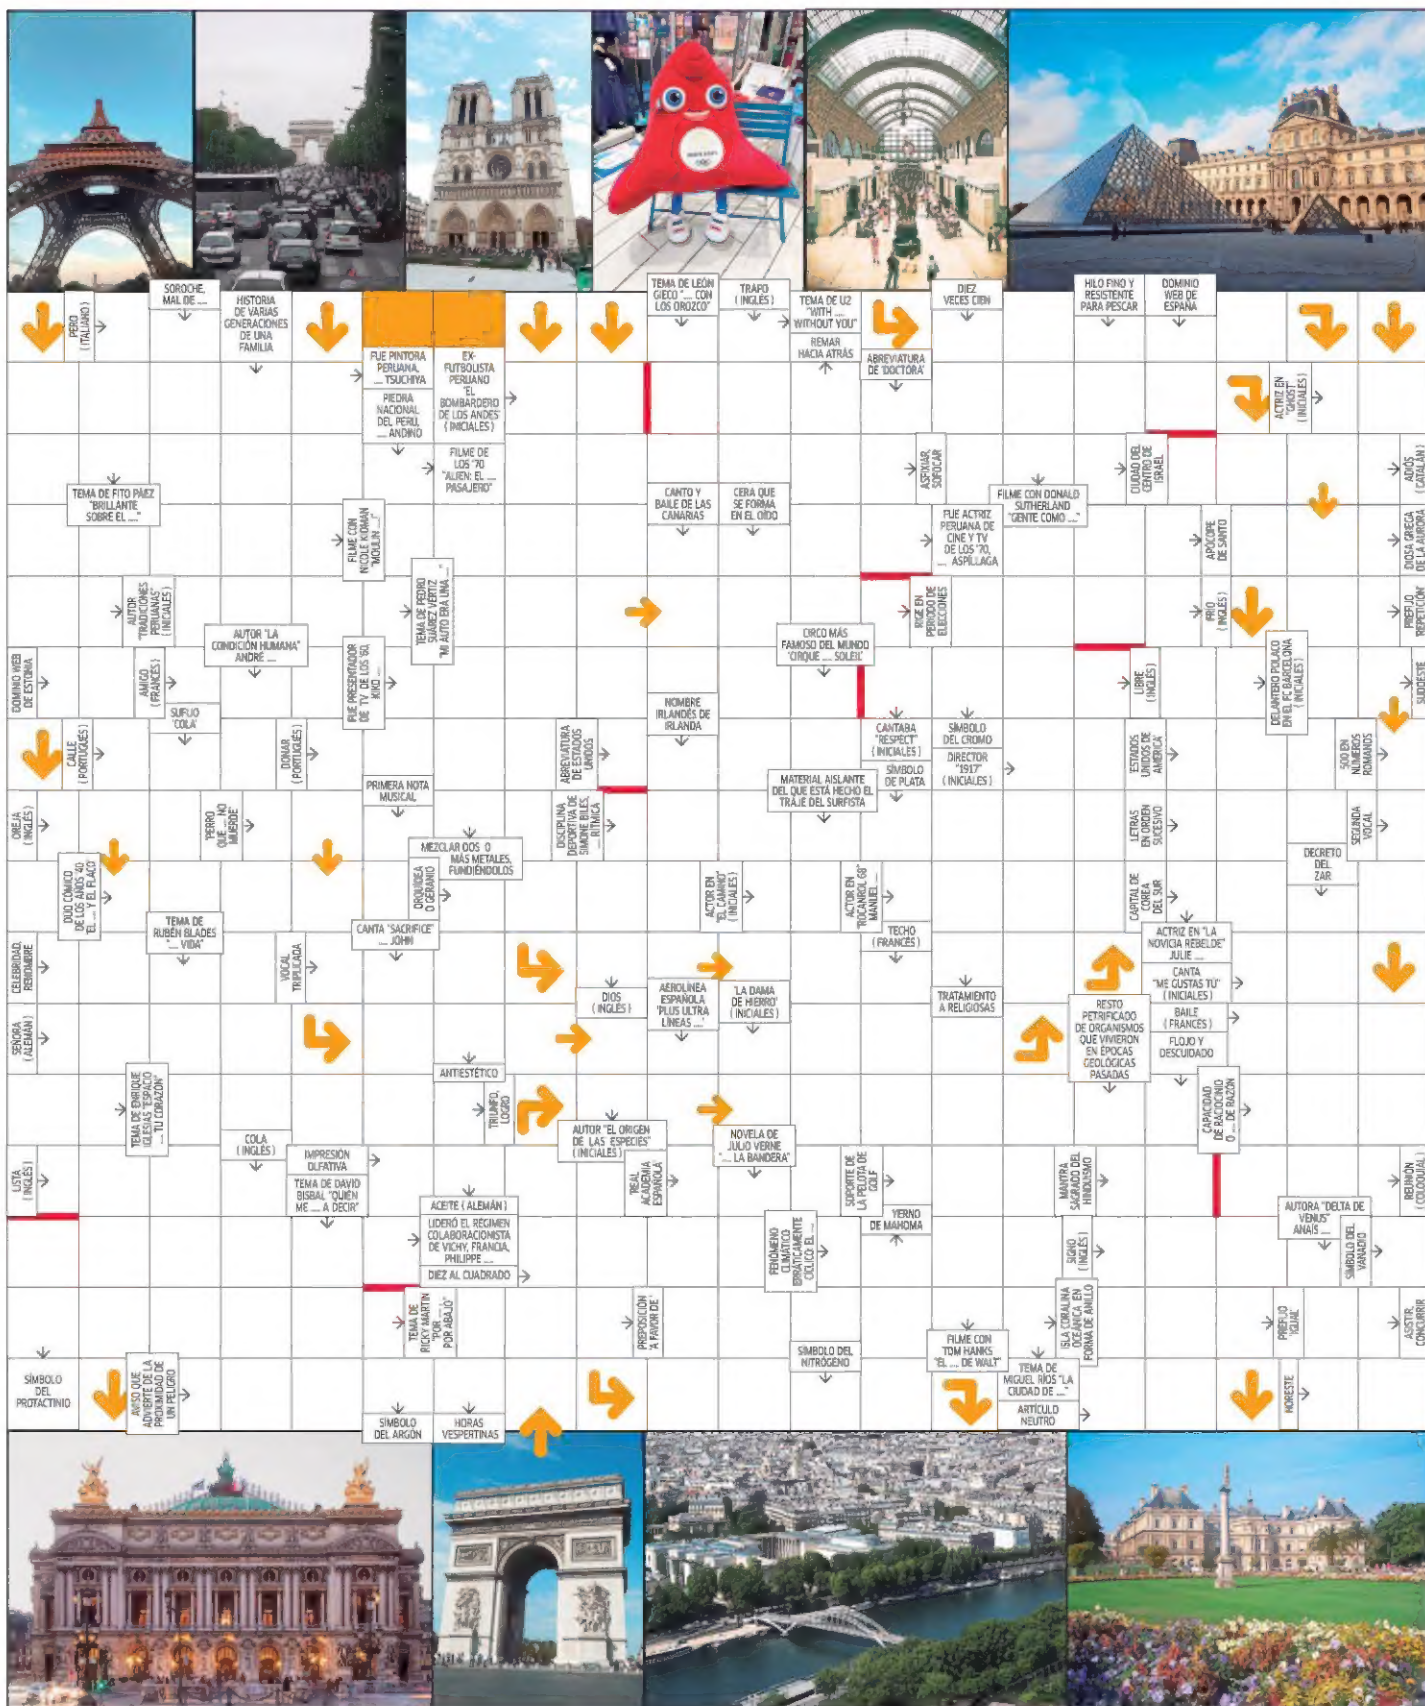 SOROCHE,
MAL DE ....
HISTORIA
DE VARIAS
GENERACIONES
DE UNA
FAMILIA
TEMA DE LEÓN
GIECO ".... CON
LOS OROZCO"
TRAPO
(INGLÉS)
TEMA DE U2
"WITH ....
WITHOUT YOU"
REMAR
HACIA ATRÁS
DIEZ
VECES CIEN
HILO FINO Y
RESISTENTE
PARA PESCAR
DOMINIO
WEB DE
ESPAÑA
PERO
(ITALIANO)
FUE PINTORA
PERUANA,
.... TSUCHIYA
PIEDRA
NACIONAL
DEL PERÚ,
.... ANDINO
EX-
FUTBOLISTA
PERUANO
"EL
BOMBARDERO
DE LOS ANDES"
(INICIALES)
ABREVIATURA
DE 'DOCTORA'
ACTRIZ EN
"GHOST"
(INICIALES)
FILME DE
LOS '70
"ALIEN: EL ....
PASAJERO"
ASFIXIAR,
SOFOCAR
CIUDAD DEL
CENTRO DE
ISRAEL
ADIÓS
(CATALÁN)
TEMA DE FITO PÁEZ
"BRILLANTE
SOBRE EL ...."
CANTO Y
BAILE DE LAS
CANARIAS
CERA QUE
SE FORMA
EN EL OÍDO
FILME CON DONALD
SUTHERLAND
"GENTE COMO ...."
FILME CON
NICOLE KIDMAN
"MOULIN ...."
FUE ACTRIZ
PERUANA DE
CINE Y TV
DE LOS '70,
.... ASPÍLLAGA
APÓCOPE
DE SANTO
DIOSA GRIEGA
DE LA AURORA
AUTOR
"TRADICIONES
PERUANAS"
(INICIALES)
TEMA DE PEDRO
SUÁREZ VÉRTIZ
"MI AUTO ERA UNA ...."
RIGE EN
PERIODO DE
ELECCIONES
FRÍO
(INGLÉS)
PREFIJO
'REPETICIÓN'
AUTOR "LA
CONDICIÓN HUMANA"
ANDRÉ ....
CIRCO MÁS
FAMOSO DEL MUNDO
"CIRQUE .... SOLEIL"
DOMINIO WEB
DE ESTONIA
AMIGO
(FRANCÉS)
FUE PRESENTADOR
DE TV DE LOS '60,
KIKO ....
LIBRE
(INGLÉS)
DELANTERO POLACO
EN EL FC BARCELONA
(INICIALES)
SUDOESTE
SUFIJO
'COLA'
NOMBRE
IRLANDÉS DE
IRLANDA
CALLE
(PORTUGUÉS)
DONAR
(PORTUGUÉS)
ABREVIATURA
DE ESTADOS
UNIDOS
CANTABA
"RESPECT"
(INICIALES)
SÍMBOLO
DE PLATA
SÍMBOLO
DEL CROMO
DIRECTOR
"1917"
(INICIALES)
'ESTADOS
UNIDOS DE
AMÉRICA'
500 EN
NÚMEROS
ROMANOS
PRIMERA NOTA
MUSICAL
MATERIAL AISLANTE
DEL QUE ESTÁ HECHO EL
TRAJE DEL SURFISTA
OREJA
(INGLÉS)
"PERRO
QUE .... NO
MUERDE"
DISCIPLINA
DEPORTIVA DE
SIMONE BILES,
.... RÍTMICA
LETRAS
EN ORDEN
SUCESIVO
SEGUNDA
VOCAL
MEZCLAR DOS O
MÁS METALES,
FUNDIÉNDOLOS
DECRETO
DEL
ZAR
DÚO CÓMICO
DE LOS AÑOS '40
"EL .... Y EL FLACO"
ORQUÍDEA
O GERANIO
ACTOR EN
"EL CAMINO"
(INICIALES)
ACTOR EN
"ROCANROL 68"
MANUEL ....
CAPITAL DE
COREA
DEL SUR
TEMA DE
RUBÉN BLADES
".... VIDA"
CANTA "SACRIFICE"
.... JOHN
TECHO
(FRANCÉS)
ACTRIZ EN "LA
NOVICIA REBELDE"
JULIE ....
CANTA
"ME GUSTAS TÚ"
(INICIALES)
CELEBRIDAD,
RENOMBRE
VOCAL
TRIPLICADA
DIOS
(INGLÉS)
AEROLÍNEA
ESPAÑOLA
'PLUS ULTRA
LÍNEAS ....'
'LA DAMA
DE HIERRO'
(INICIALES)
TRATAMIENTO
A RELIGIOSAS
RESTO
PETRIFICADO
DE ORGANISMOS
QUE VIVIERON
EN ÉPOCAS
GEOLÓGICAS
PASADAS
BAILE
(FRANCÉS)
FLOJO Y
DESCUIDADO
SEÑORA
(ALEMÁN)
ANTIESTÉTICO
TEMA DE ENRIQUE
IGLESIAS "ESPACIO
.... TU CORAZÓN"
TRIUNFO,
LOGRO
CAPACIDAD
DE RACIOCINIO
O .... DE RAZÓN
AUTOR "EL ORIGEN
DE LAS ESPECIES"
(INICIALES)
NOVELA DE
JULIO VERNE
".... LA BANDERA"
COLA
(INGLÉS)
LISTA
(INGLÉS)
IMPRESIÓN
OLFATIVA
TEMA DE DAVID
BISBAL "QUIÉN
ME .... A DECIR"
'REAL
ACADEMIA
ESPAÑOLA'
SOPORTE DE
LA PELOTA DE
GOLF
MANTRA
SAGRADO DEL
HINDUISMO
REUNIÓN
(COLOQUIAL)
ACEITE (ALEMÁN)
LIDERÓ EL RÉGIMEN
COLABORACIONISTA
DE VICHY, FRANCIA,
PHILIPPE ....
DIEZ AL CUADRADO
YERNO
DE MAHOMA
AUTORA "DELTA DE
VENUS"
ANAÏS ....
FENÓMENO
CLIMÁTICO
ERRÁTICAMENTE
CÍCLICO: EL ....
SIGNO
(INGLÉS)
SÍMBOLO DEL
VANADIO
TEMA DE
RICKY MARTIN
"POR ....,
POR ABAJO"
PREPOSICIÓN
'A FAVOR DE'
ISLA CORALINA
OCEÁNICA EN
FORMA DE ANILLO
PREFIJO
'IGUAL'
ASISTIR,
CONCURRIR
SÍMBOLO
DEL
PROTACTINIO
AVISO QUE
ADVIERTE DE LA
PROXIMIDAD DE
UN PELIGRO
SÍMBOLO DEL
NITRÓGENO
FILME CON
TOM HANKS
"EL .... DE WALT"
TEMA DE
MIGUEL RÍOS "LA
CIUDAD DE ...."
ARTÍCULO
NEUTRO
NORESTE
SÍMBOLO
DEL ARGÓN
HORAS
VESPERTINAS